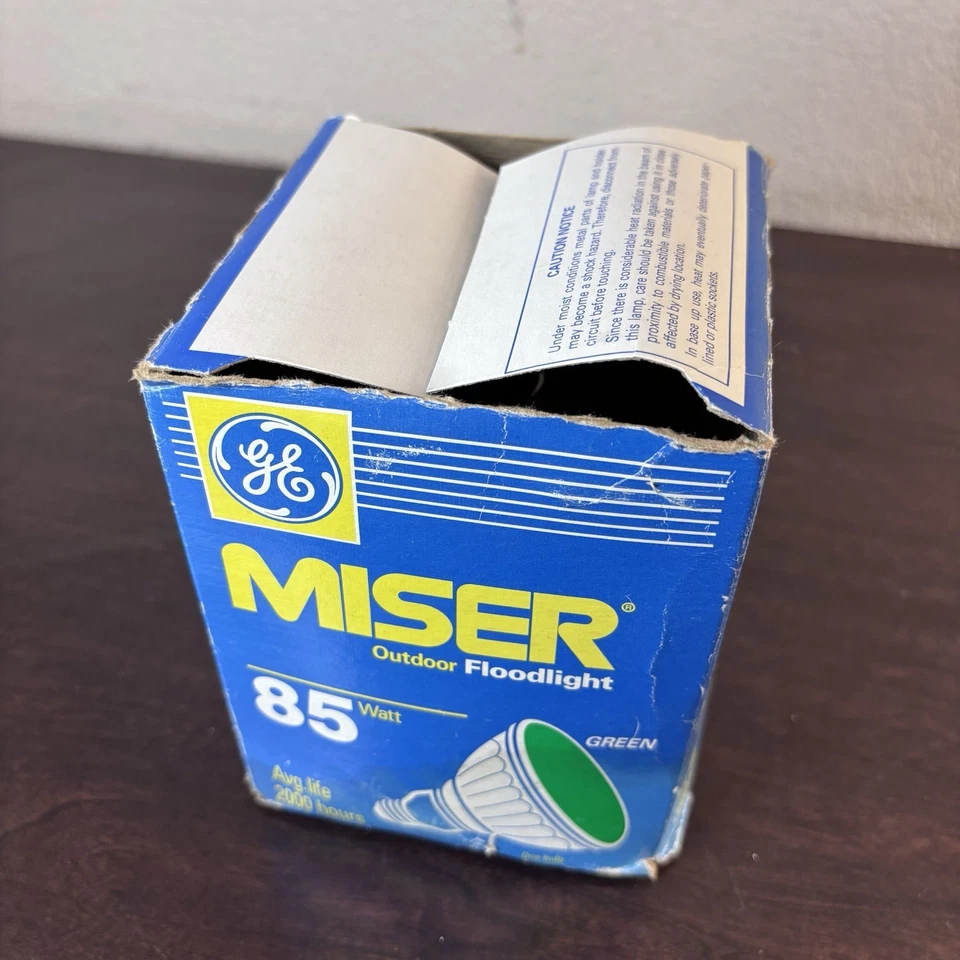 CAUTION NOTICE
Under moist conditions metal parts of lamp and holder
may become a shock hazard. Therefore, disconnect from
circuit before touching.
Since there is considerable heat radiation in the beam of
this lamp, care should be taken against using it in close
proximity to combustible materials or those adversely
affected by drying location.
In base up use, heat may eventually deteriorate paper-
lined or plastic sockets.
GE
MISER®
Outdoor Floodlight
85 Watt
GREEN
Avg life
2000 hours
One bulb